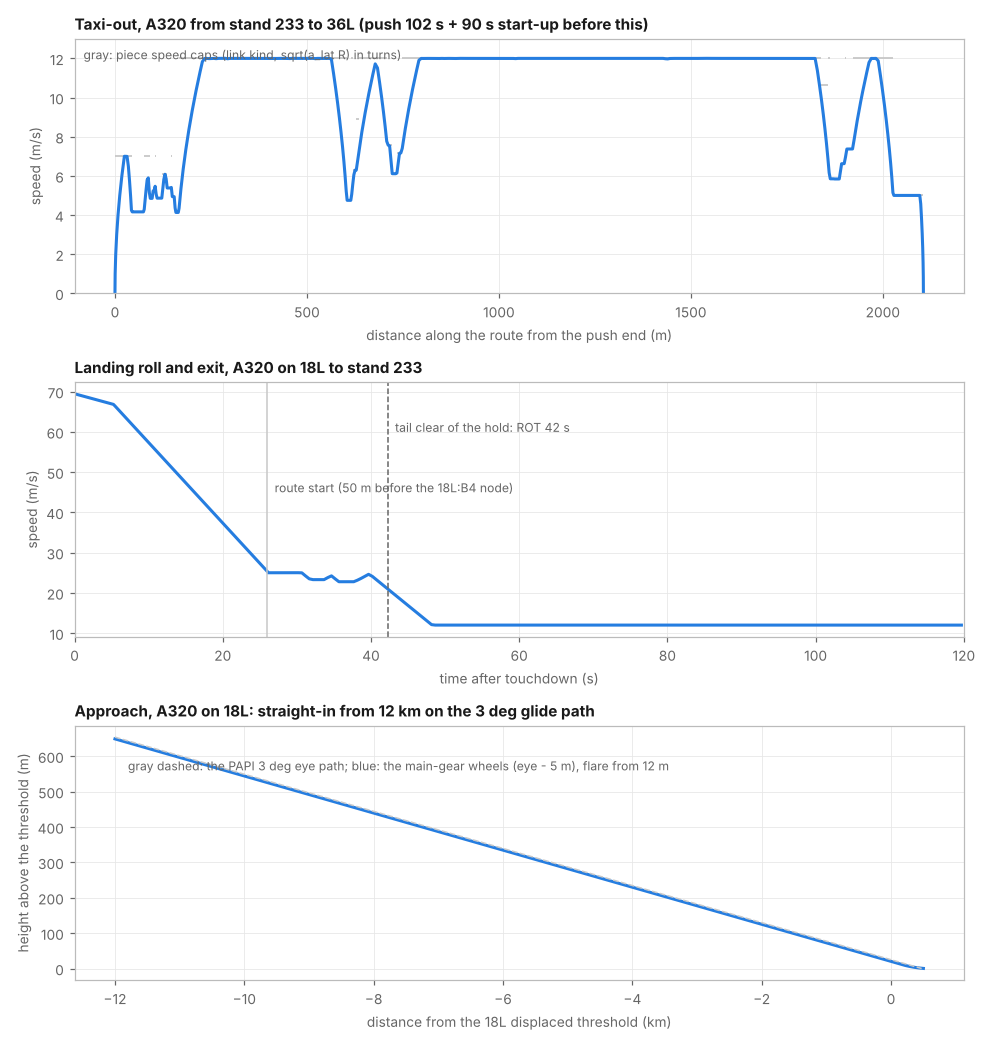 Taxi-out, A320 from stand 233 to 36L (push 102 s + 90 s start-up before this)
gray: piece speed caps (link kind, sqrt(a_lat R) in turns)
12
10
8
6
4
2
0
speed (m/s)
0 500 1000 1500 2000
distance along the route from the push end (m)
Landing roll and exit, A320 on 18L to stand 233
70
60
50
40
30
20
10
speed (m/s)
tail clear of the hold: ROT 42 s
route start (50 m before the 18L:B4 node)
0 20 40 60 80 100 120
time after touchdown (s)
Approach, A320 on 18L: straight-in from 12 km on the 3 deg glide path
600
500
400
300
200
100
0
height above the threshold (m)
gray dashed: the PAPI 3 deg eye path; blue: the main-gear wheels (eye - 5 m), flare from 12 m
−12 −10 −8 −6 −4 −2 0
distance from the 18L displaced threshold (km)